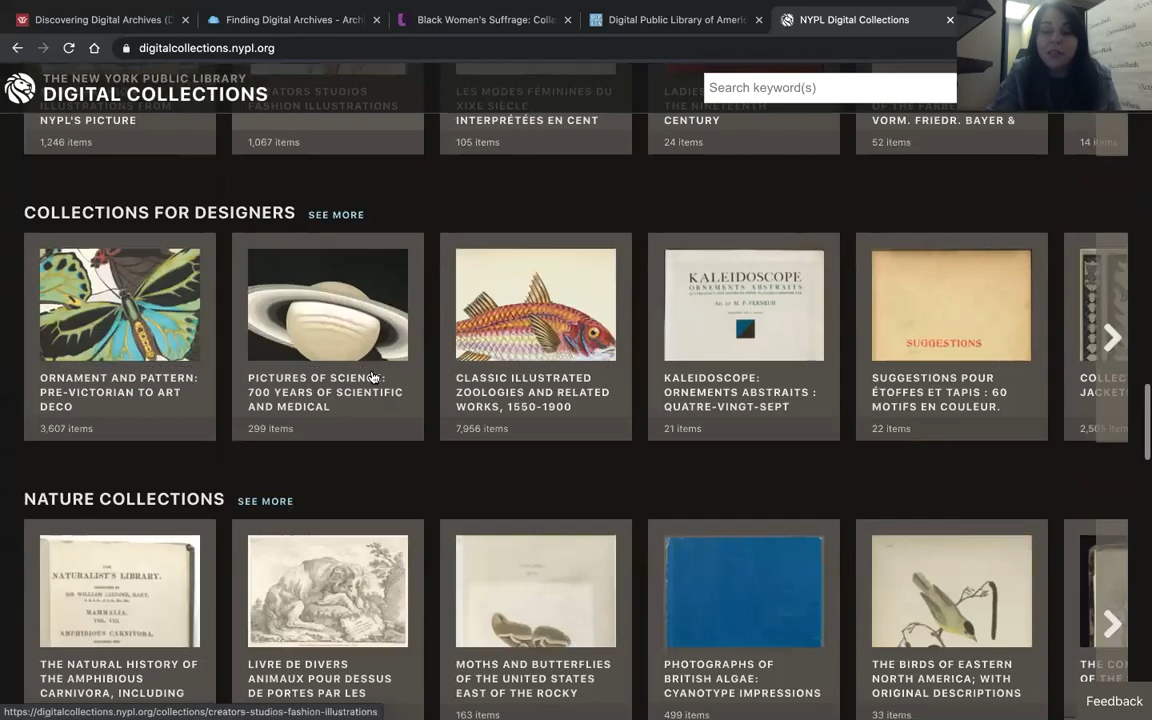 Discovering Digital Archives (D
Finding Digital Archives - Arch
Black Women's Suffrage: Colle
Digital Public Library of Americ
NYPL Digital Collections
digitalcollections.nypl.org
THE NEW YORK PUBLIC LIBRARY
DIGITAL COLLECTIONS
Search keyword(s)
ILLUSTRATIONS FROM
NYPL'S PICTURE
1,246 items
CREATORS STUDIOS
FASHION ILLUSTRATIONS
1,067 items
LES MODES FÉMININES DU
XIXE SIÈCLE
INTERPRÉTÉES EN CENT
105 items
THE NINETEENTH
CENTURY
24 items
OF THE FARBE
VORM. FRIEDR. BAYER &
52 items
14 items
COLLECTIONS FOR DESIGNERS SEE MORE
KALEIDOSCOPE
ORNEMENTS ABSTRAITS
SUGGESTIONS
ORNAMENT AND PATTERN:
PRE-VICTORIAN TO ART
DECO
3,607 items
PICTURES OF SCIENCE:
700 YEARS OF SCIENTIFIC
AND MEDICAL
299 items
CLASSIC ILLUSTRATED
ZOOLOGIES AND RELATED
WORKS, 1550-1900
7,956 items
KALEIDOSCOPE:
ORNEMENTS ABSTRAITS :
QUATRE-VINGT-SEPT
21 items
SUGGESTIONS POUR
ÉTOFFES ET TAPIS : 60
MOTIFS EN COULEUR.
22 items
COLLEC
JACKET
NATURE COLLECTIONS SEE MORE
THE
NATURALIST'S LIBRARY.
SIR WILLIAM JARDINE, BART.
MAMMALIA.
VOL. VIII.
AMPHIBIOUS CARNIVORA.
THE NATURAL HISTORY OF
THE AMPHIBIOUS
CARNIVORA, INCLUDING
LIVRE DE DIVERS
ANIMAUX POUR DESSUS
DE PORTES PAR LES
MOTHS AND BUTTERFLIES
OF THE UNITED STATES
EAST OF THE ROCKY
163 items
PHOTOGRAPHS OF
BRITISH ALGAE:
CYANOTYPE IMPRESSIONS
499 items
THE BIRDS OF EASTERN
NORTH AMERICA; WITH
ORIGINAL DESCRIPTIONS
33 items
THE CO
OF THE
Feedback
https://digitalcollections.nypl.org/collections/creators-studios-fashion-illustrations